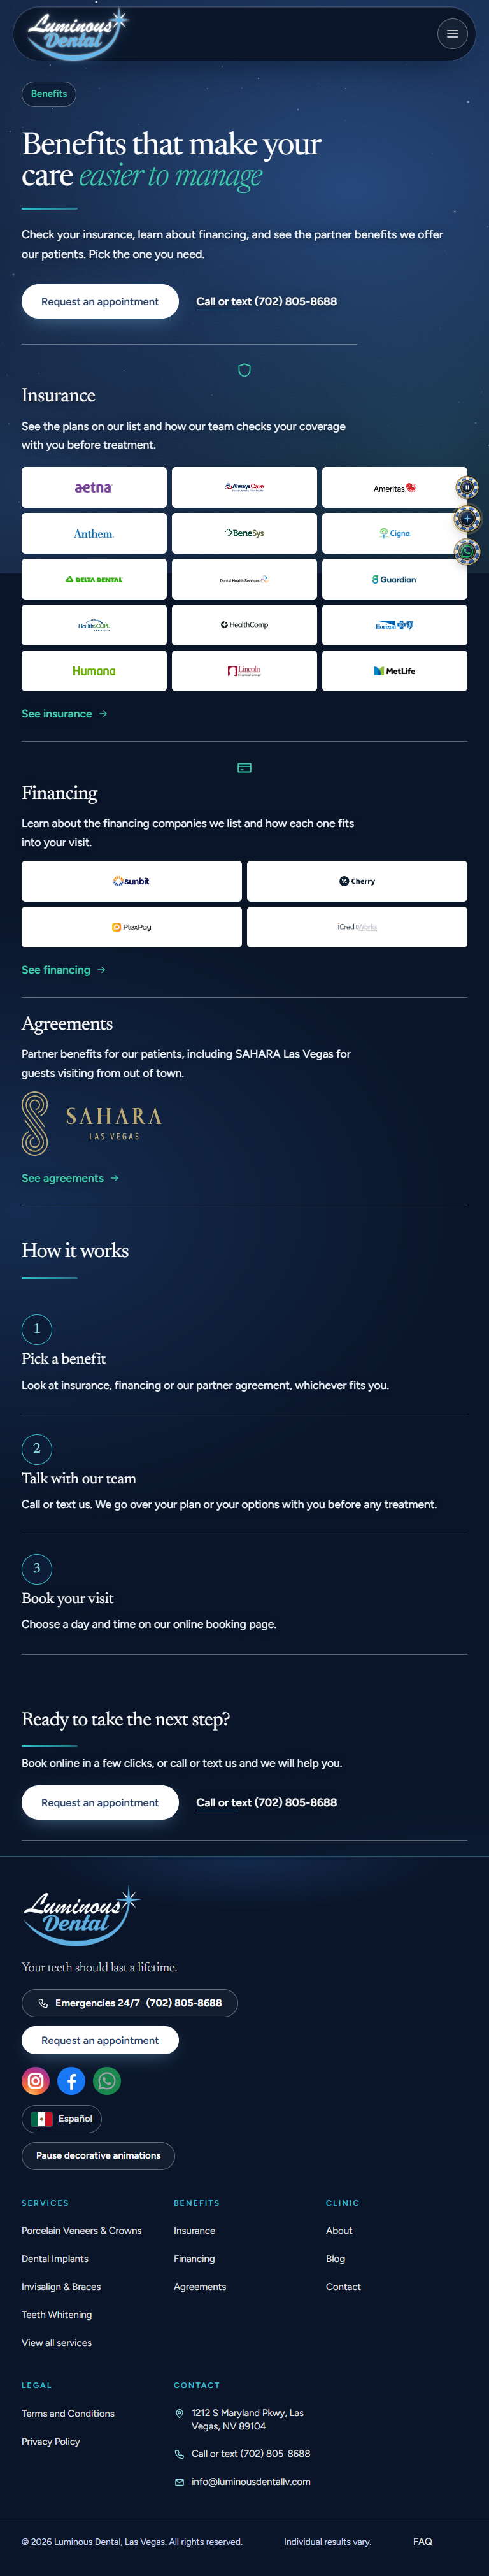 Luminous
Dental
Benefits
Benefits that make your
care easier to manage
Check your insurance, learn about financing, and see the partner benefits we offer
our patients. Pick the one you need.
Request an appointment
Call or text (702) 805-8688
Insurance
See the plans on our list and how our team checks your coverage
with you before treatment.
aetna
AlwaysCare
Ameritas
Anthem
BeneSys
Cigna
DELTA DENTAL
Dental Health Services
Guardian
HealthSCOPE
BENEFITS
HealthComp
Horizon
Humana
Lincoln
Financial Group
MetLife
See insurance
Financing
Learn about the financing companies we list and how each one fits
into your visit.
sunbit
Cherry
PlexPay
iCreditWorks
See financing
Agreements
Partner benefits for our patients, including SAHARA Las Vegas for
guests visiting from out of town.
SAHARA
LAS VEGAS
See agreements
How it works
1
Pick a benefit
Look at insurance, financing or our partner agreement, whichever fits you.
2
Talk with our team
Call or text us. We go over your plan or your options with you before any treatment.
3
Book your visit
Choose a day and time on our online booking page.
Ready to take the next step?
Book online in a few clicks, or call or text us and we will help you.
Request an appointment
Call or text (702) 805-8688
Luminous
Dental
Your teeth should last a lifetime.
Emergencies 24/7 (702) 805-8688
Request an appointment
Español
Pause decorative animations
SERVICES
Porcelain Veneers & Crowns
Dental Implants
Invisalign & Braces
Teeth Whitening
View all services
BENEFITS
Insurance
Financing
Agreements
CLINIC
About
Blog
Contact
LEGAL
Terms and Conditions
Privacy Policy
CONTACT
1212 S Maryland Pkwy, Las
Vegas, NV 89104
Call or text (702) 805-8688
info@luminousdentallv.com
© 2026 Luminous Dental, Las Vegas. All rights reserved.
Individual results vary.
FAQ